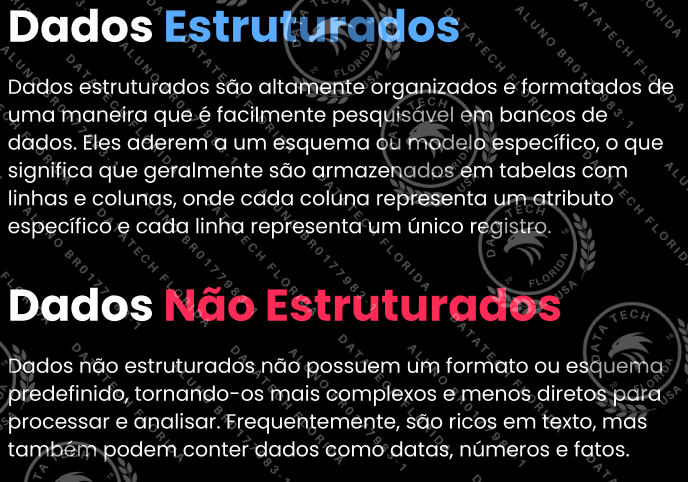 Dados Estruturados
Dados estruturados são altamente organizados e formatados de
uma maneira que é facilmente pesquisável em bancos de
dados. Eles aderem a um esquema ou modelo específico, o que
significa que geralmente são armazenados em tabelas com
linhas e colunas, onde cada coluna representa um atributo
específico e cada linha representa um único registro.
Dados Não Estruturados
Dados não estruturados não possuem um formato ou esquema
predefinido, tornando-os mais complexos e menos diretos para
processar e analisar. Frequentemente, são ricos em texto, mas
também podem conter dados como datas, números e fatos.